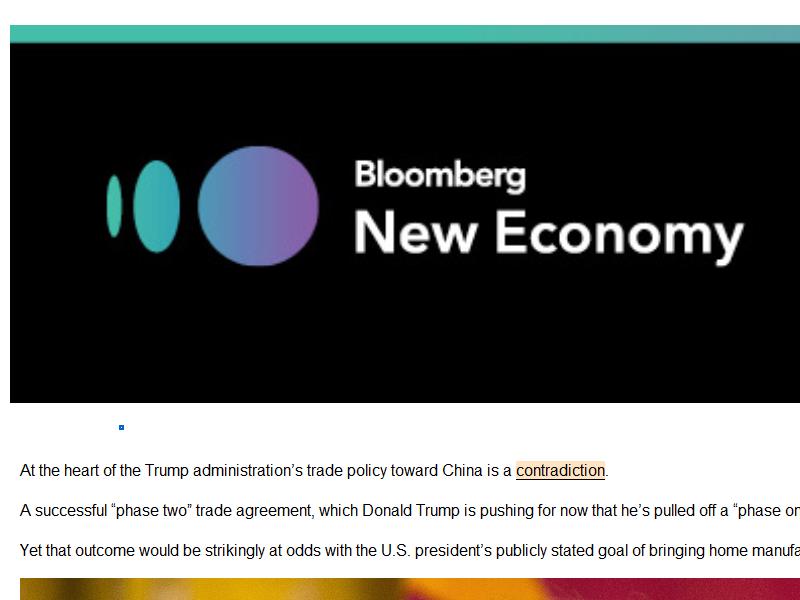 Bloomberg
New Economy
At the heart of the Trump administration’s trade policy toward China is a contradiction.
A successful “phase two” trade agreement, which Donald Trump is pushing for now that he’s pulled off a “phase on
Yet that outcome would be strikingly at odds with the U.S. president’s publicly stated goal of bringing home manufa